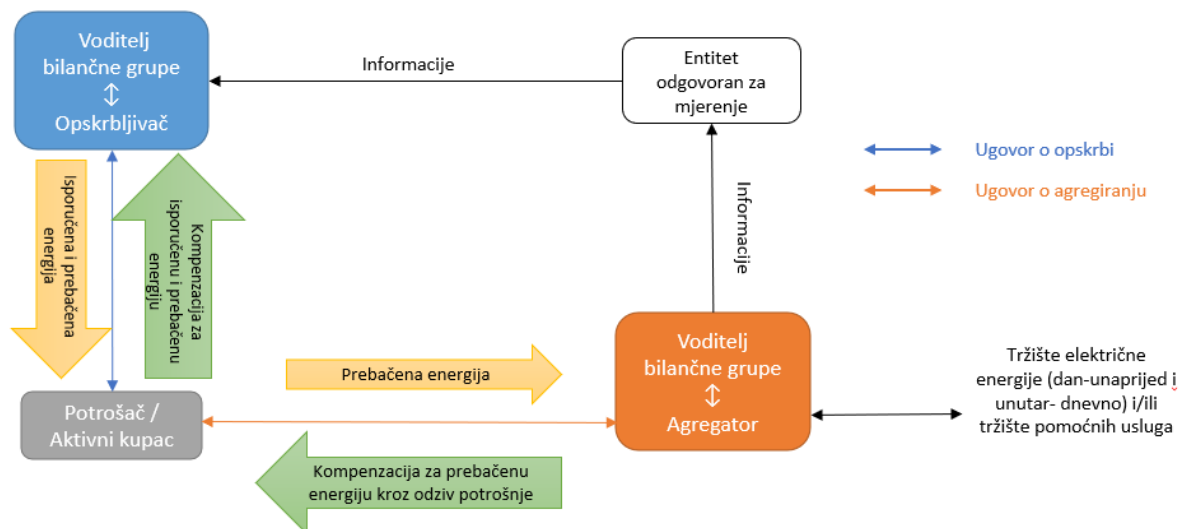 Voditelj
bilančne grupe
↕
Opskrbljivač
Informacije
Entitet
odgovoran za
mjerenje
Ugovor o opskrbi
Ugovor o agregiranju
Isporučena i prebačena
energija
Kompenzacija za
isporučenu i prebačenu
energiju
Informacije
Prebačena energija
Voditelj
bilančne grupe
↕
Agregator
Tržište električne
energije (dan-unaprijed i
unutar- dnevno) i/ili
tržište pomoćnih usluga
Potrošač /
Aktivni kupac
Kompenzacija za prebačenu
energiju kroz odziv potrošnje